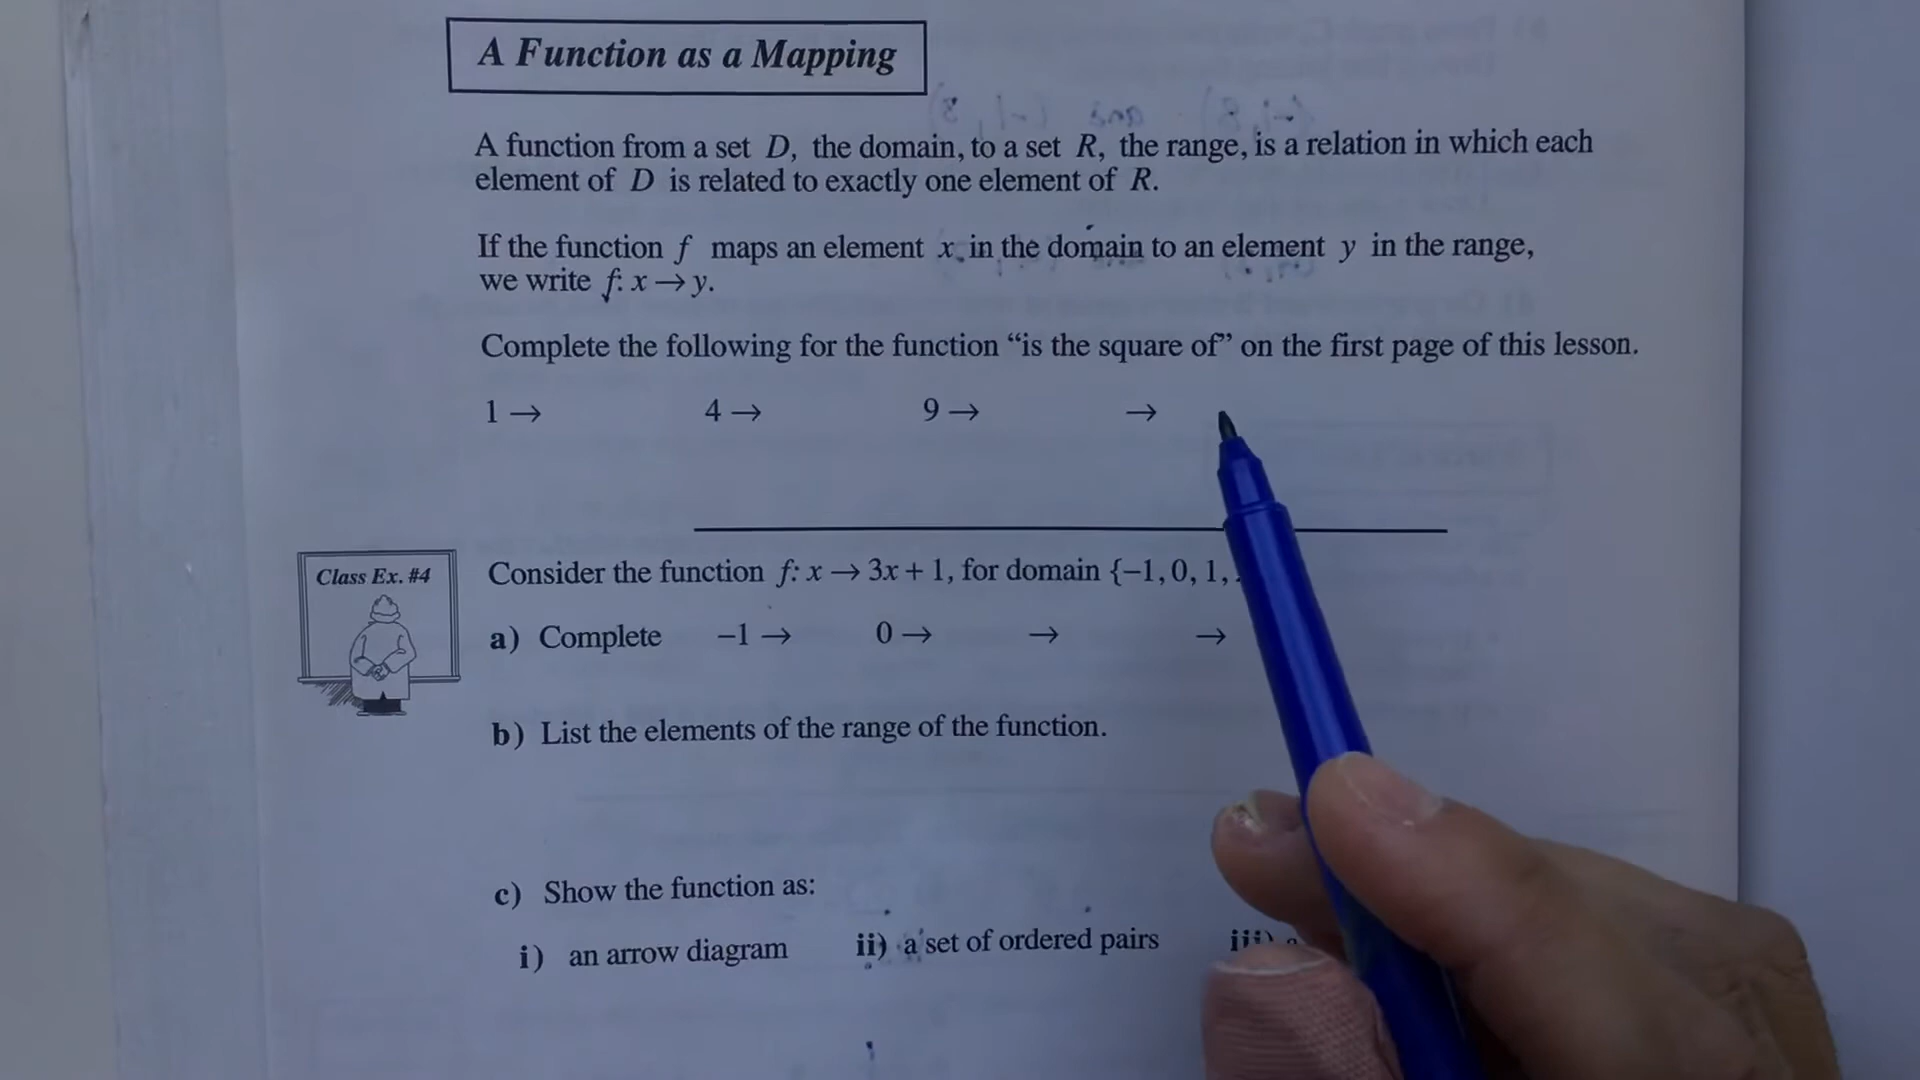 A Function as a Mapping
A function from a set D, the domain, to a set R, the range, is a relation in which each
element of D is related to exactly one element of R.
If the function f maps an element x in the domain to an element y in the range,
we write f: x → y.
Complete the following for the function “is the square of” on the first page of this lesson.
1 → 4 → 9 → →
Class Ex. #4
Consider the function f: x → 3x + 1, for domain {−1, 0, 1,
a) Complete −1 → 0 → → →
b) List the elements of the range of the function.
c) Show the function as:
i) an arrow diagram ii) a set of ordered pairs iii)